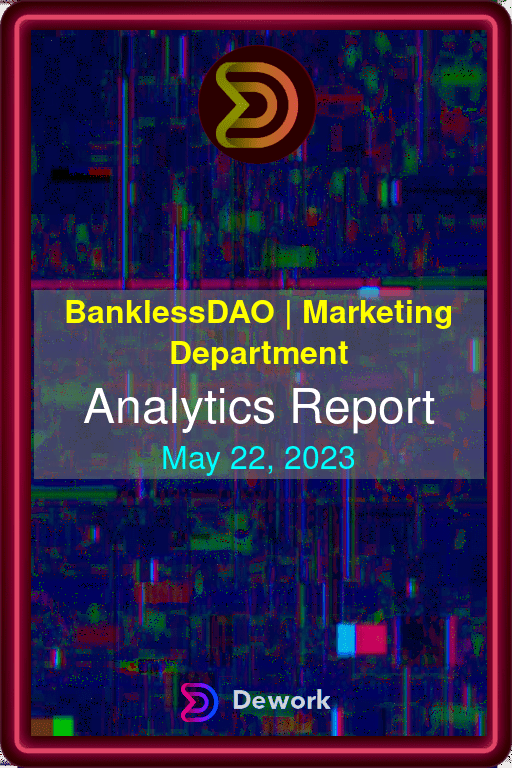 BanklessDAO | Marketing
Department
Analytics Report
May 22, 2023
Dework